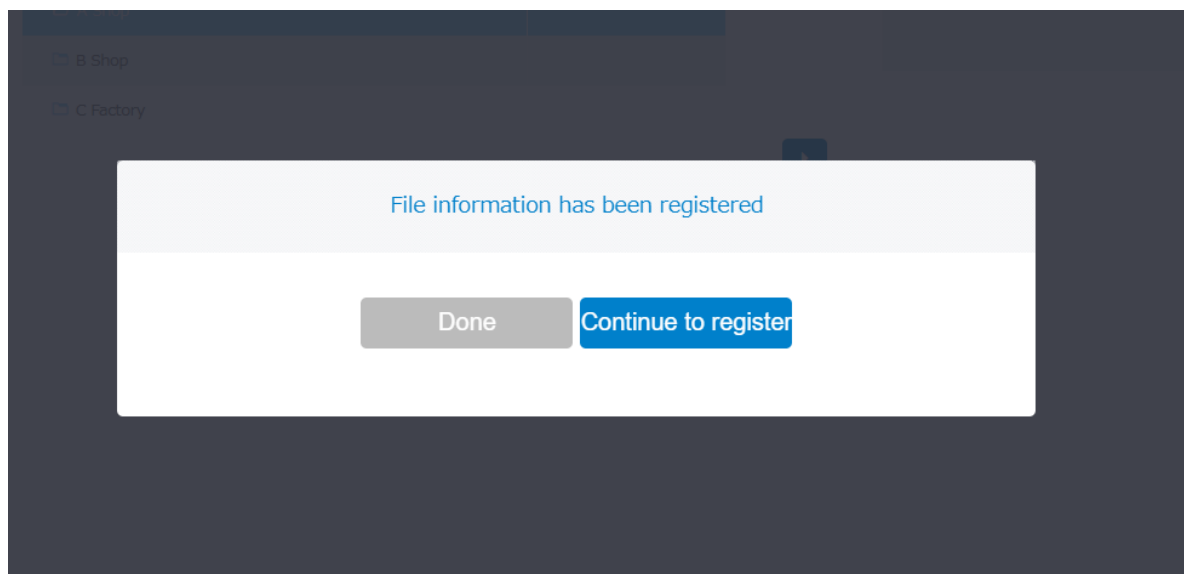 B Shop
C Factory
File information has been registered
Done
Continue to register